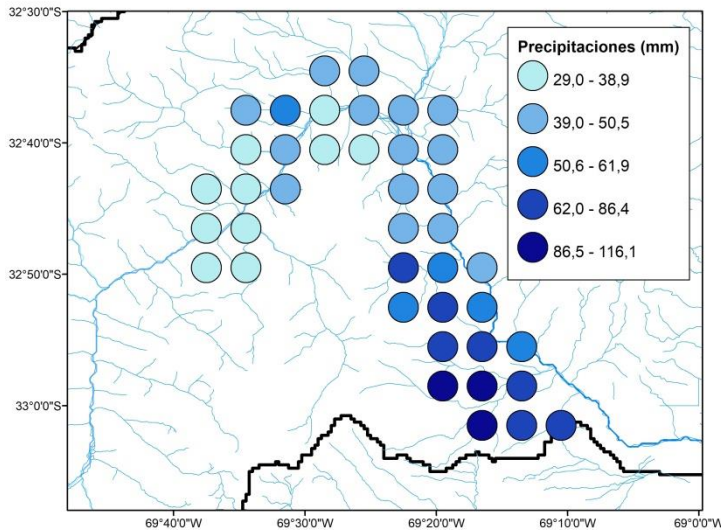 32°30'0"S
32°40'0"S
32°50'0"S
33°0'0"S
Precipitaciones (mm)
29,0 - 38,9
39,0 - 50,5
50,6 - 61,9
62,0 - 86,4
86,5 - 116,1
69°40'0"W
69°30'0"W
69°20'0"W
69°10'0"W
69°0'0"W